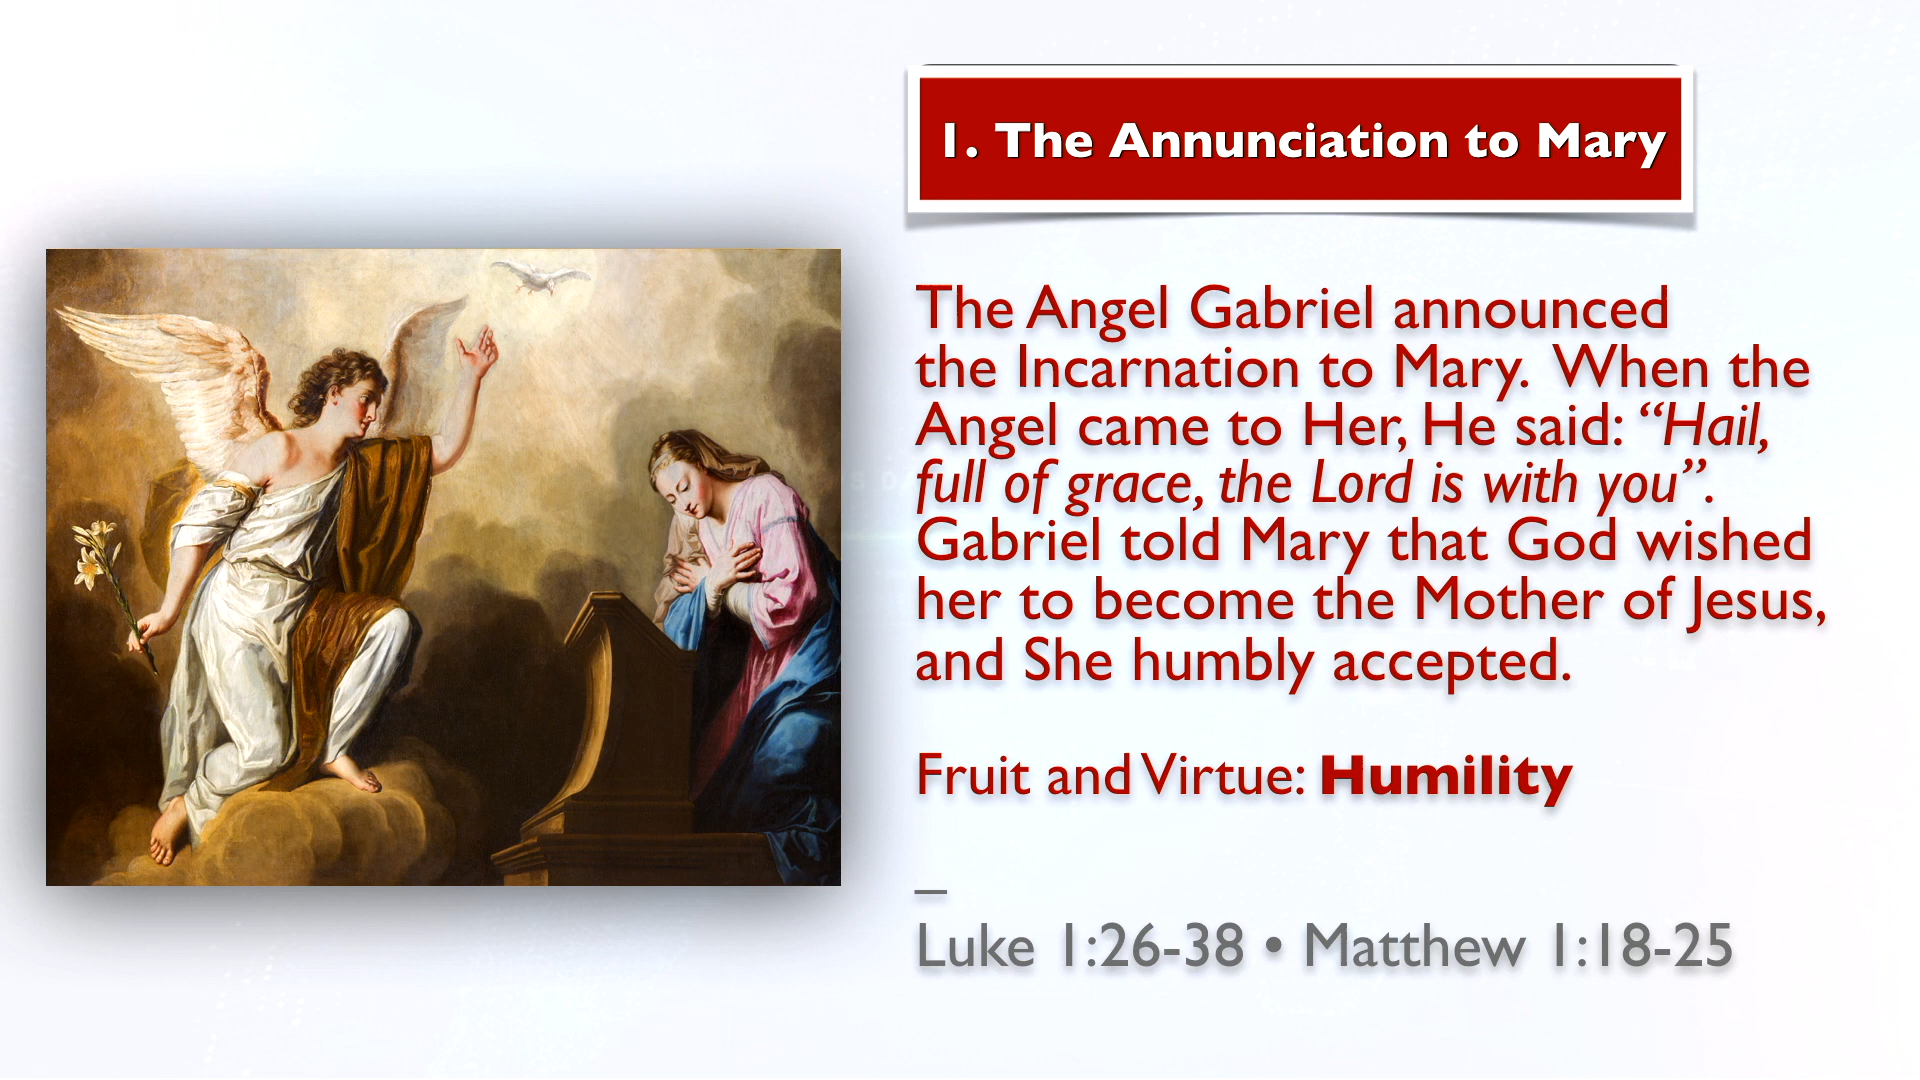 1. The Annunciation to Mary
The Angel Gabriel announced
the Incarnation to Mary. When the
Angel came to Her, He said: “Hail,
full of grace, the Lord is with you”.
Gabriel told Mary that God wished
her to become the Mother of Jesus,
and She humbly accepted.
Fruit and Virtue: Humility
–
Luke 1:26-38 • Matthew 1:18-25